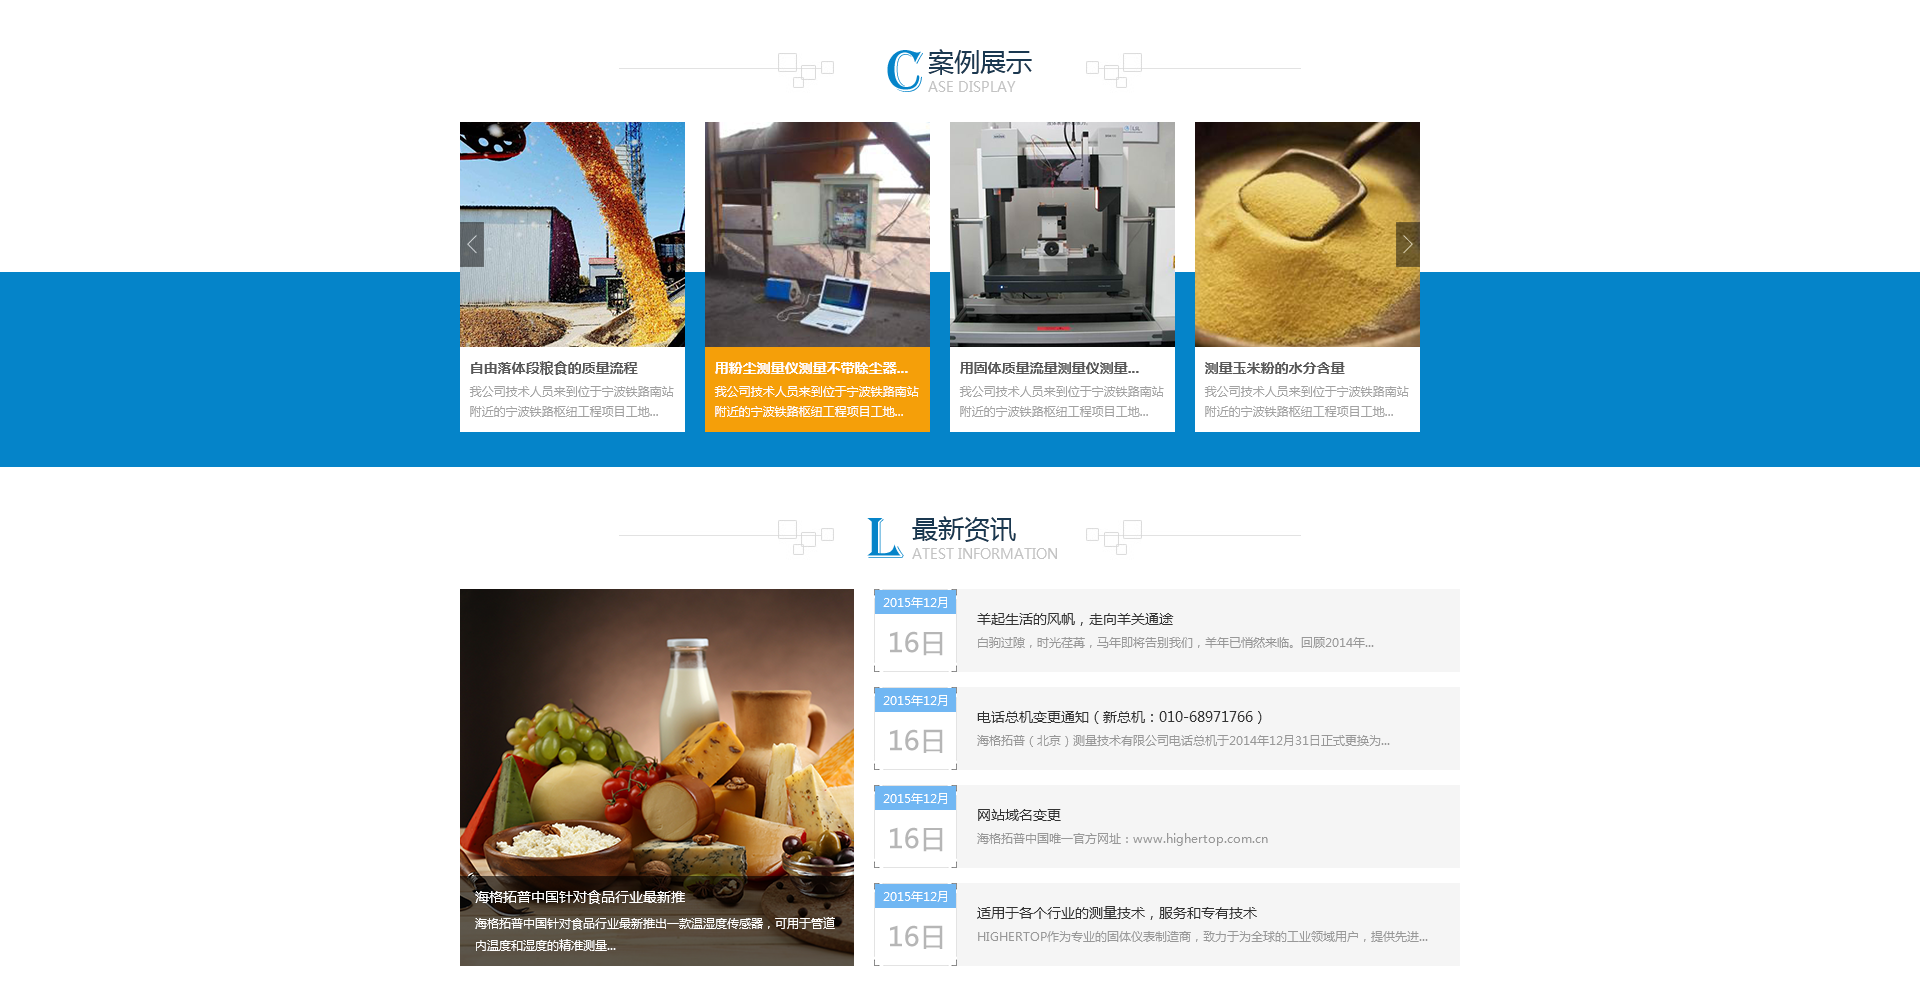 案例展示
CASE DISPLAY
自由落体段粮食的质量流程
我公司技术人员来到位于宁波铁路南站
附近的宁波铁路枢纽工程项目工地...
用粉尘测量仪测量不带除尘器...
我公司技术人员来到位于宁波铁路南站
附近的宁波铁路枢纽工程项目工地...
用固体质量流量测量仪测量...
我公司技术人员来到位于宁波铁路南站
附近的宁波铁路枢纽工程项目工地...
测量玉米粉的水分含量
我公司技术人员来到位于宁波铁路南站
附近的宁波铁路枢纽工程项目工地...
最新资讯
LATEST INFORMATION
海格拓普中国针对食品行业最新推
海格拓普中国针对食品行业最新推出一款温湿度传感器，可用于管道
内温度和湿度的精准测量...
2015年12月
16日
羊起生活的风帆，走向羊关通途
白驹过隙，时光荏苒，马年即将告别我们，羊年已悄然来临。回顾2014年...
2015年12月
16日
电话总机变更通知（新总机：010-68971766）
海格拓普（北京）测量技术有限公司电话总机于2014年12月31日正式更换为...
2015年12月
16日
网站域名变更
海格拓普中国唯一官方网址：www.highertop.com.cn
2015年12月
16日
适用于各个行业的测量技术，服务和专有技术
HIGHERTOP作为专业的固体仪表制造商，致力于为全球的工业领域用户，提供先进...